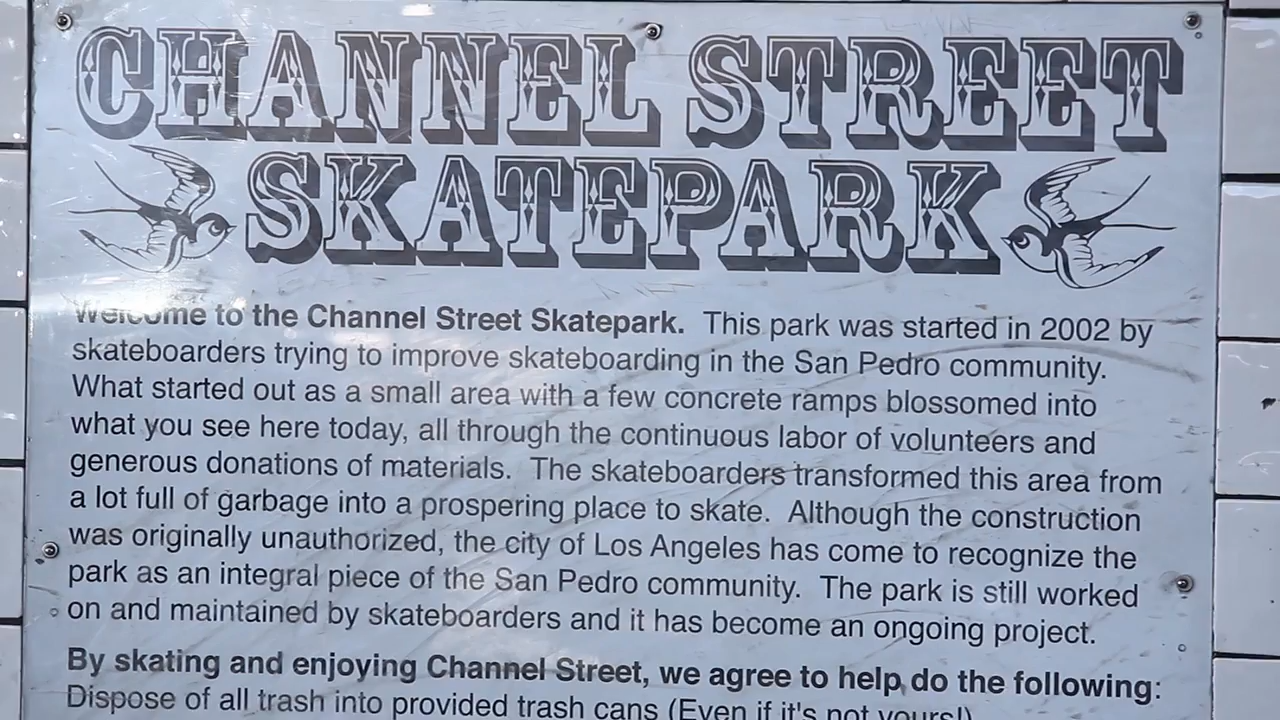 CHANNEL STREET
SKATEPARK
Welcome to the Channel Street Skatepark.  This park was started in 2002 by
skateboarders trying to improve skateboarding in the San Pedro community.
What started out as a small area with a few concrete ramps blossomed into
what you see here today, all through the continuous labor of volunteers and
generous donations of materials.  The skateboarders transformed this area from
a lot full of garbage into a prospering place to skate.  Although the construction
was originally unauthorized, the city of Los Angeles has come to recognize the
park as an integral piece of the San Pedro community.  The park is still worked
on and maintained by skateboarders and it has become an ongoing project.
By skating and enjoying Channel Street, we agree to help do the following:
Dispose of all trash into provided trash cans (Even if it's not yours!)